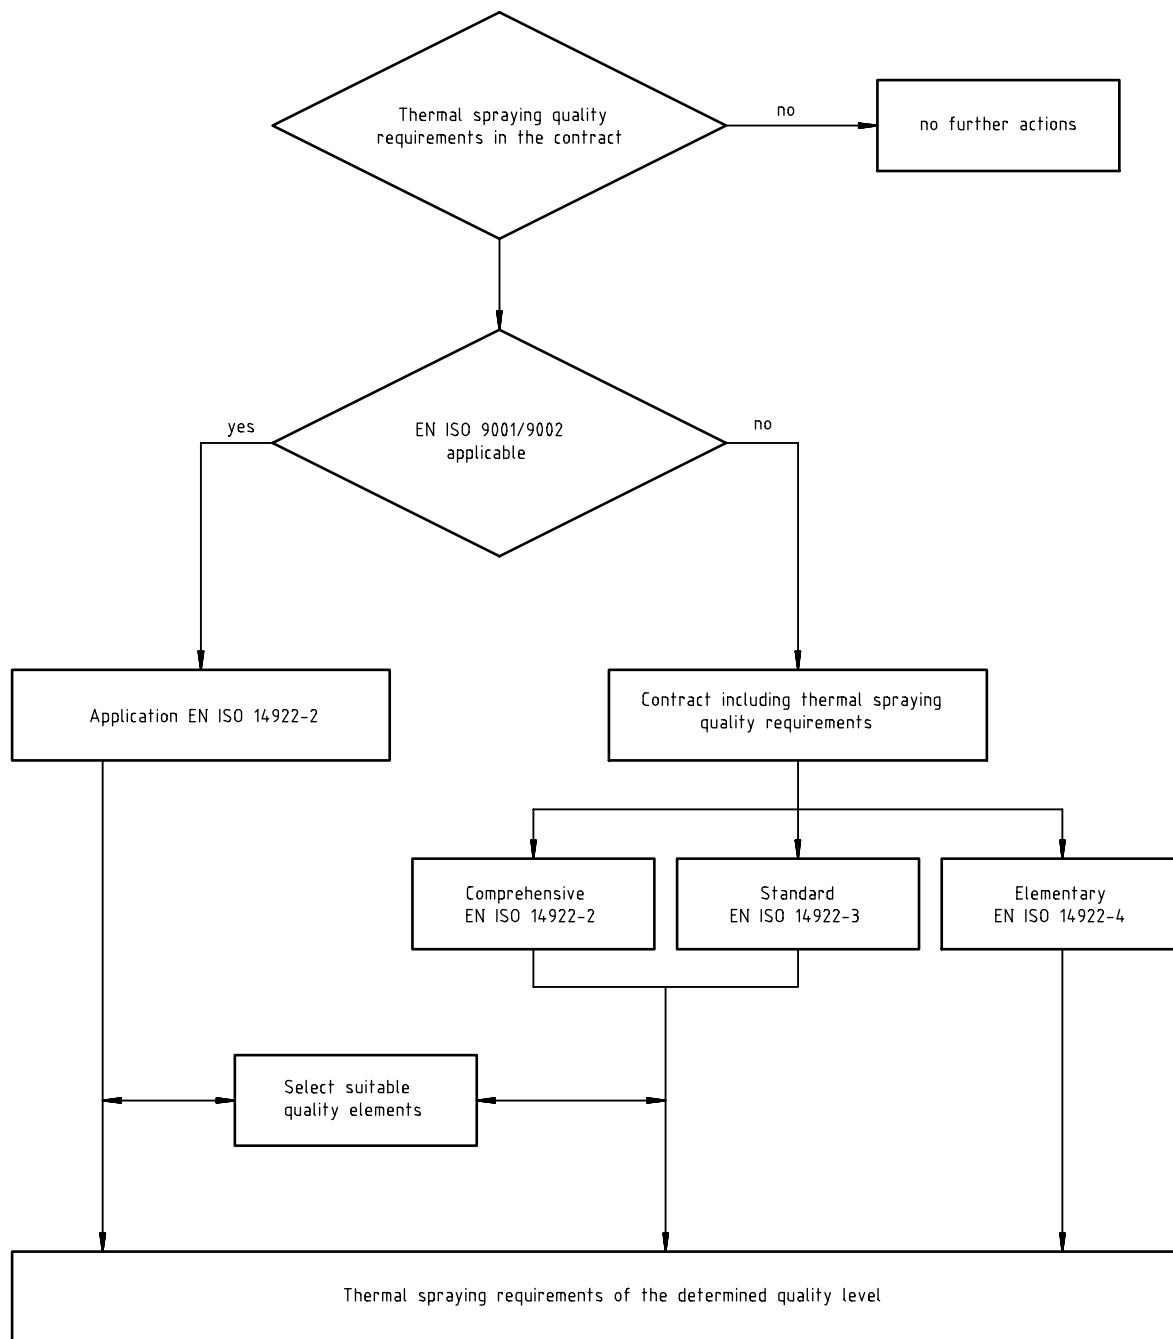 Thermal spraying quality
requirements in the contract
no
no further actions
yes
EN ISO 9001/9002
applicable
no
Application EN ISO 14922-2
Contract including thermal spraying
quality requirements
Comprehensive
EN ISO 14922-2
Standard
EN ISO 14922-3
Elementary
EN ISO 14922-4
Select suitable
quality elements
Thermal spraying requirements of the determined quality level